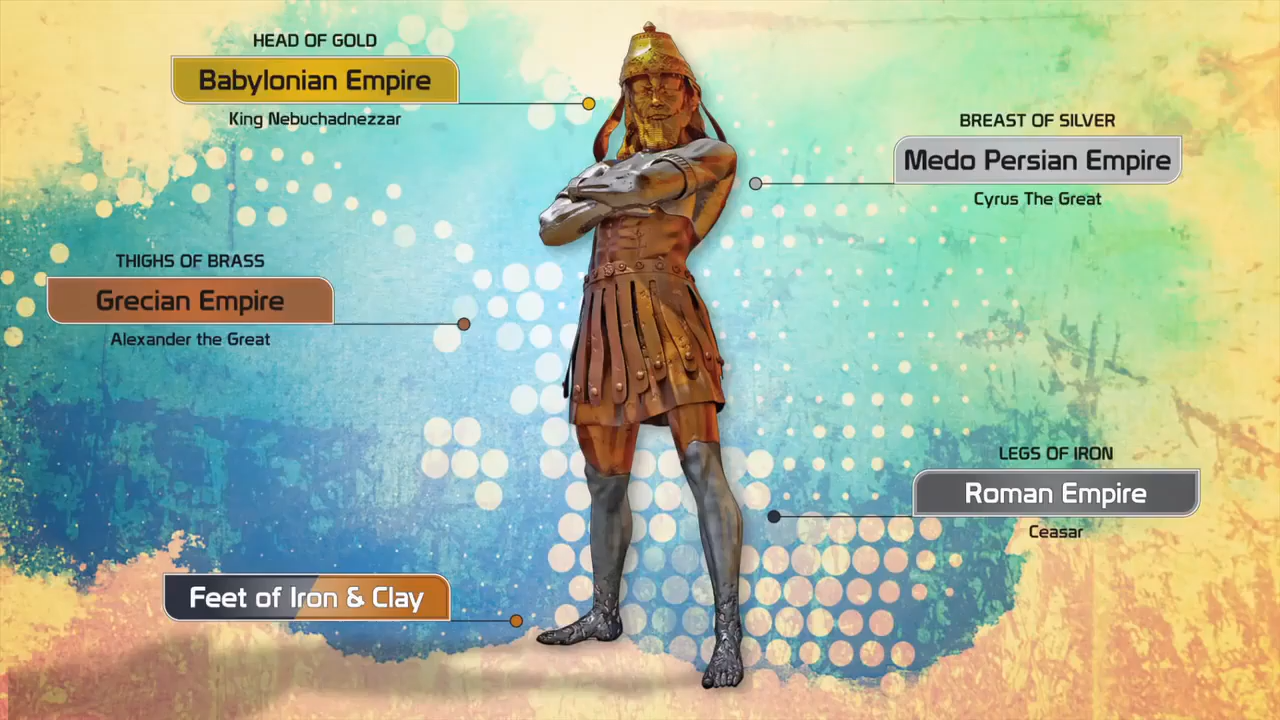 HEAD OF GOLD
Babylonian Empire
King Nebuchadnezzar
BREAST OF SILVER
Medo Persian Empire
Cyrus The Great
THIGHS OF BRASS
Grecian Empire
Alexander the Great
LEGS OF IRON
Roman Empire
Ceasar
Feet of Iron & Clay